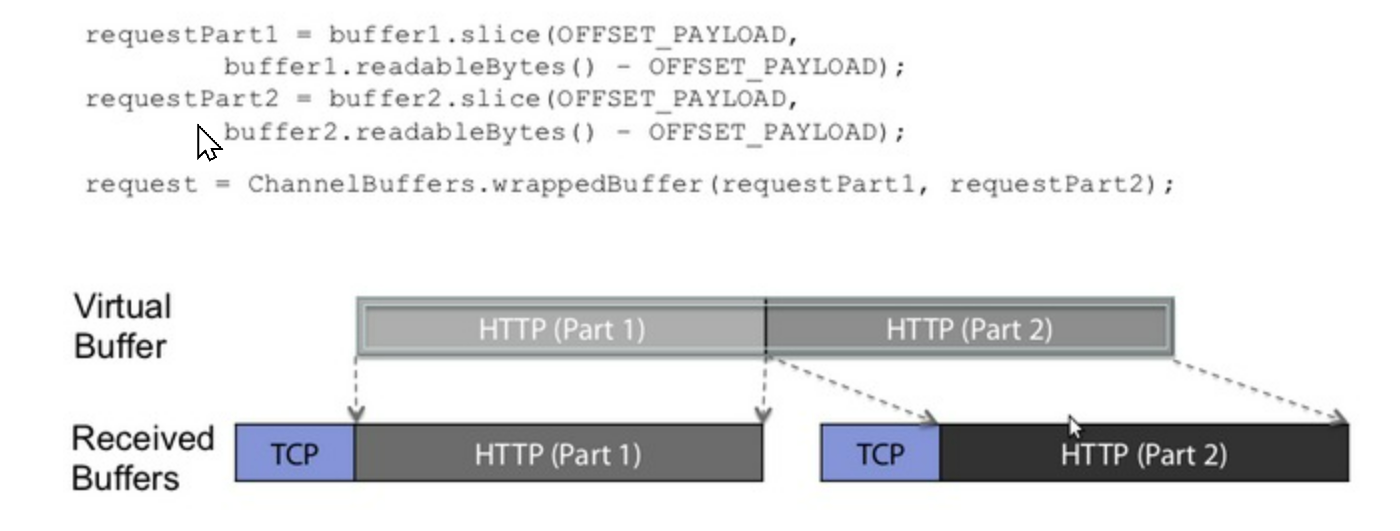 requestPart1 = buffer1.slice(OFFSET_PAYLOAD,
buffer1.readableBytes() - OFFSET_PAYLOAD);
requestPart2 = buffer2.slice(OFFSET_PAYLOAD,
buffer2.readableBytes() - OFFSET_PAYLOAD);
request = ChannelBuffers.wrappedBuffer(requestPart1, requestPart2);
Virtual
Buffer
HTTP (Part 1)
HTTP (Part 2)
Received
Buffers
TCP
HTTP (Part 1)
TCP
HTTP (Part 2)